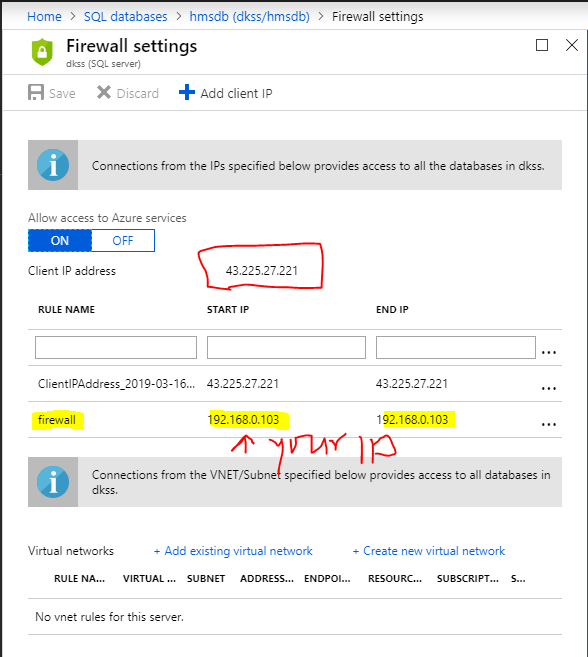 Home > SQL databases > hmsdb (dkss/hmsdb) > Firewall settings
Firewall settings
dkss (SQL server)
Save Discard Add client IP
Connections from the IPs specified below provides access to all the databases in dkss.
Allow access to Azure services
ON OFF
Client IP address 43.225.27.221
RULE NAME START IP END IP
...
ClientIPAddress_2019-03-16... 43.225.27.221 43.225.27.221 ...
firewall 192.168.0.103 192.168.0.103 ...
your IP
Connections from the VNET/Subnet specified below provides access to all databases in
dkss.
Virtual networks + Add existing virtual network + Create new virtual network
RULE NA... VIRTUAL ... SUBNET ADDRESS... ENDPOI... RESOURC... SUBSCRIPT... S...
No vnet rules for this server.